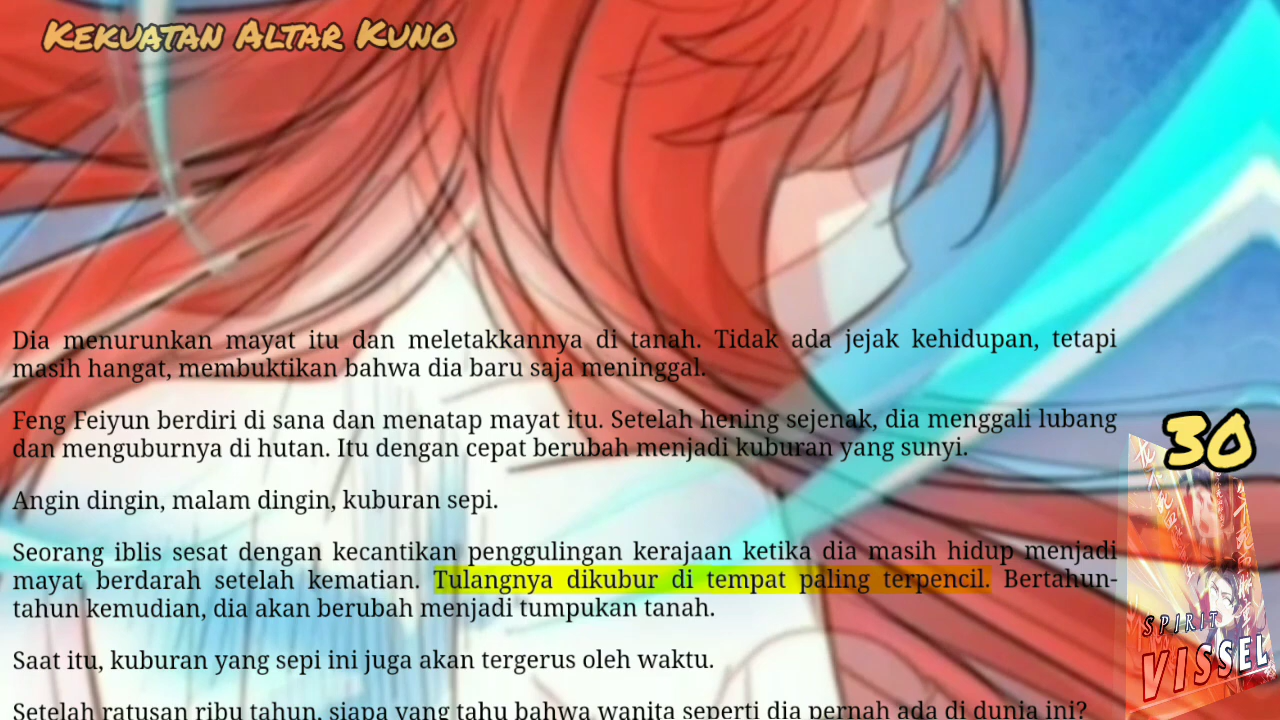 Kekuatan Altar Kuno
Dia menurunkan mayat itu dan meletakkannya di tanah. Tidak ada jejak kehidupan, tetapi
masih hangat, membuktikan bahwa dia baru saja meninggal.
Feng Feiyun berdiri di sana dan menatap mayat itu. Setelah hening sejenak, dia menggali lubang
dan menguburnya di hutan. Itu dengan cepat berubah menjadi kuburan yang sunyi.
Angin dingin, malam dingin, kuburan sepi.
Seorang iblis sesat dengan kecantikan penggulingan kerajaan ketika dia masih hidup menjadi
mayat berdarah setelah kematian. Tulangnya dikubur di tempat paling terpencil. Bertahun-
tahun kemudian, dia akan berubah menjadi tumpukan tanah.
Saat itu, kuburan yang sepi ini juga akan tergerus oleh waktu.
Setelah ratusan ribu tahun, siapa yang tahu bahwa wanita seperti dia pernah ada di dunia ini?
30
SPIRIT
VISSEL